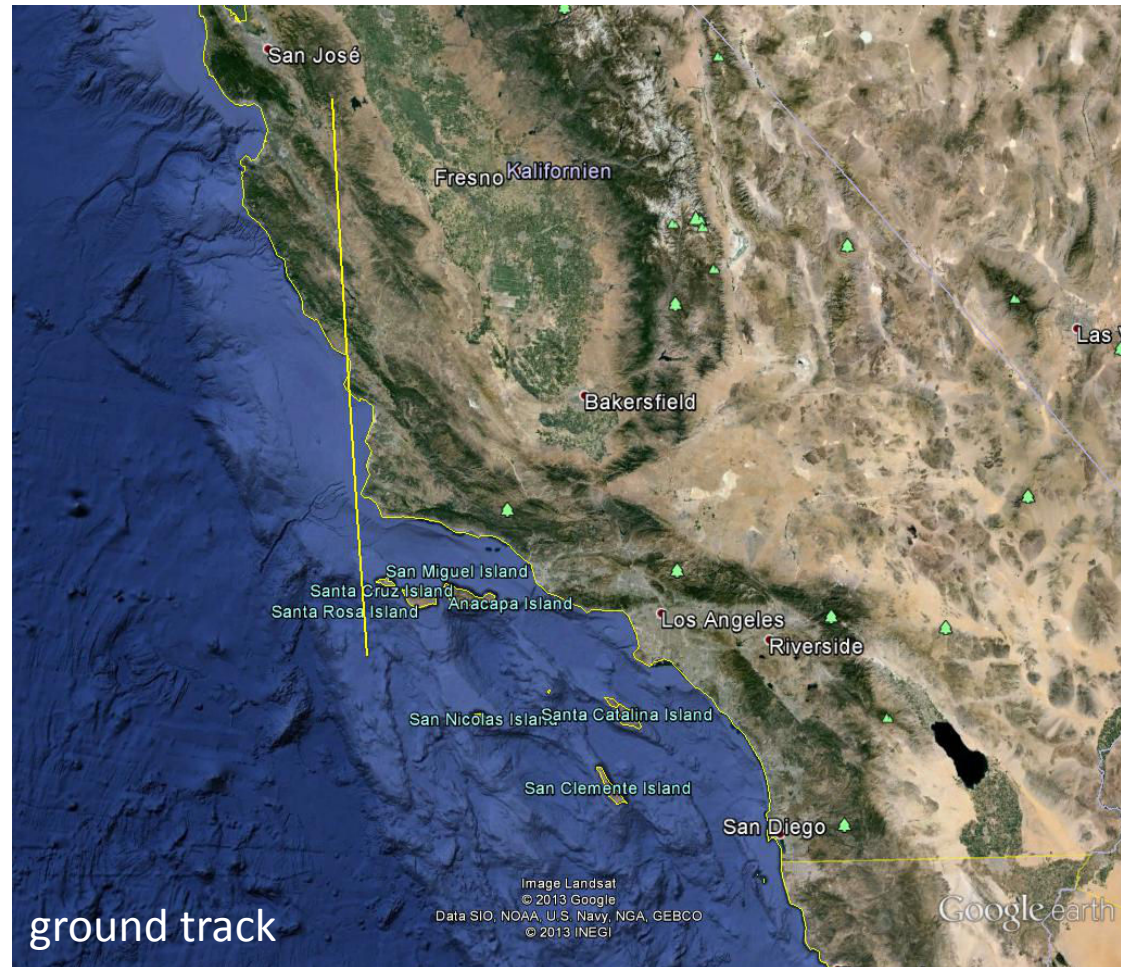 San José
Fresno
Kalifornien
Las V
Bakersfield
San Miguel Island
Santa Cruz Island
Anacapa Island
Santa Rosa Island
Los Angeles
Riverside
San Nicolas Island
Santa Catalina Island
San Clemente Island
San Diego
Image Landsat
© 2013 Google
Data SIO, NOAA, U.S. Navy, NGA, GEBCO
© 2013 INEGI
Google earth
ground track